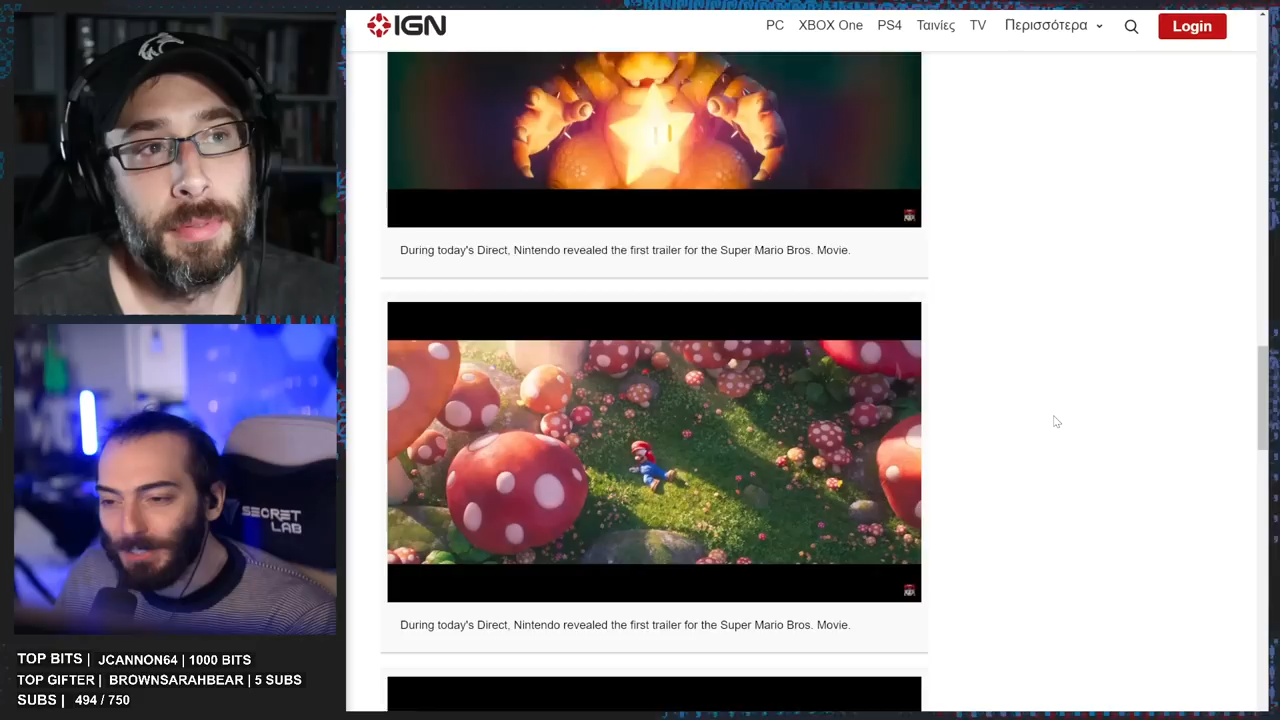 IGN
PC XBOX One PS4 Ταινίες TV Περισσότερα Login
During today's Direct, Nintendo revealed the first trailer for the Super Mario Bros. Movie.
During today's Direct, Nintendo revealed the first trailer for the Super Mario Bros. Movie.
SECRET
LAB
TOP BITS | JCANNON64 | 1000 BITS
TOP GIFTER | BROWNSARAHBEAR | 5 SUBS
SUBS | 494 / 750